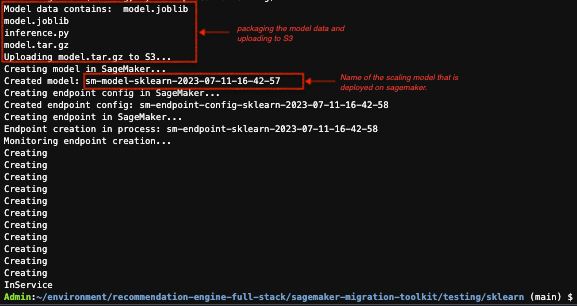 Model data contains:  model.joblib
model.joblib
inference.py
model.tar.gz
Uploading model.tar.gz to S3...
packaging the model data and
uploading to S3
Creating model in SageMaker...
Created model: sm-model-sklearn-2023-07-11-16-42-57
Name of the scaling model that is
deployed on sagemaker.
Creating endpoint config in SageMaker...
Created endpoint config: sm-endpoint-config-sklearn-2023-07-11-16-42-58
Creating endpoint in SageMaker...
Endpoint creation in process: sm-endpoint-sklearn-2023-07-11-16-42-58
Monitoring endpoint creation...
Creating
Creating
Creating
Creating
Creating
Creating
Creating
Creating
Creating
Creating
Creating
InService
Admin:~/environment/recommendation-engine-full-stack/sagemaker-migration-toolkit/testing/sklearn (main) $